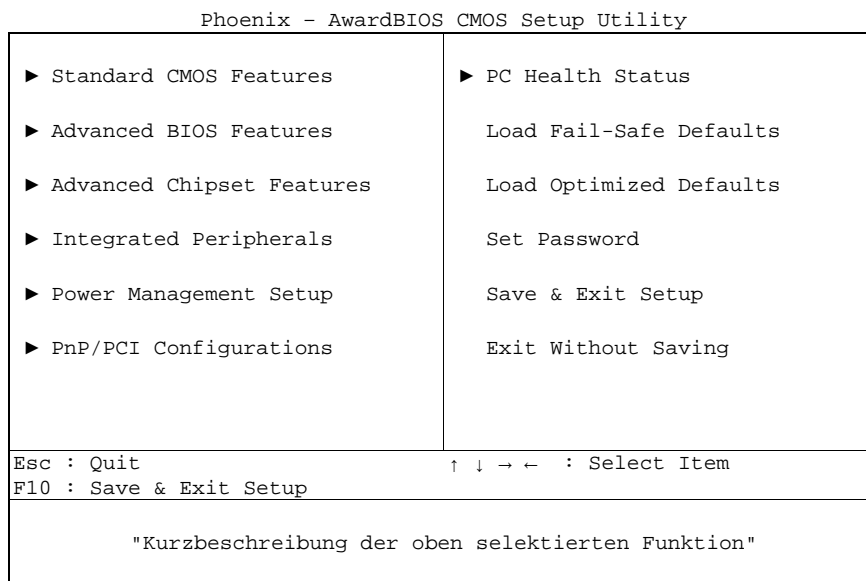 Phoenix – AwardBIOS CMOS Setup Utility
► Standard CMOS Features
► Advanced BIOS Features
► Advanced Chipset Features
► Integrated Peripherals
► Power Management Setup
► PnP/PCI Configurations
► PC Health Status
Load Fail-Safe Defaults
Load Optimized Defaults
Set Password
Save & Exit Setup
Exit Without Saving
Esc : Quit
↑ ↓ → ← : Select Item
F10 : Save & Exit Setup
"Kurzbeschreibung der oben selektierten Funktion"